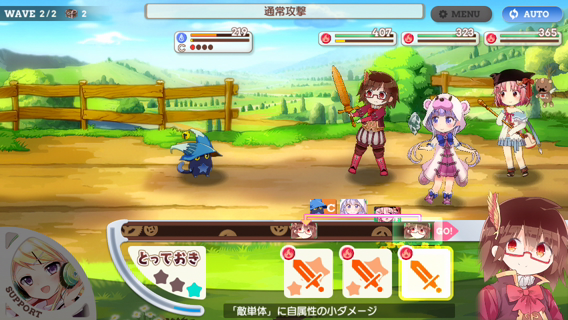 WAVE 2/2 2
通常攻撃
MENU
AUTO
219
C
407
323
365
C
GO!
とっておき
SUPPORT
「敵単体」に自属性の小ダメージ